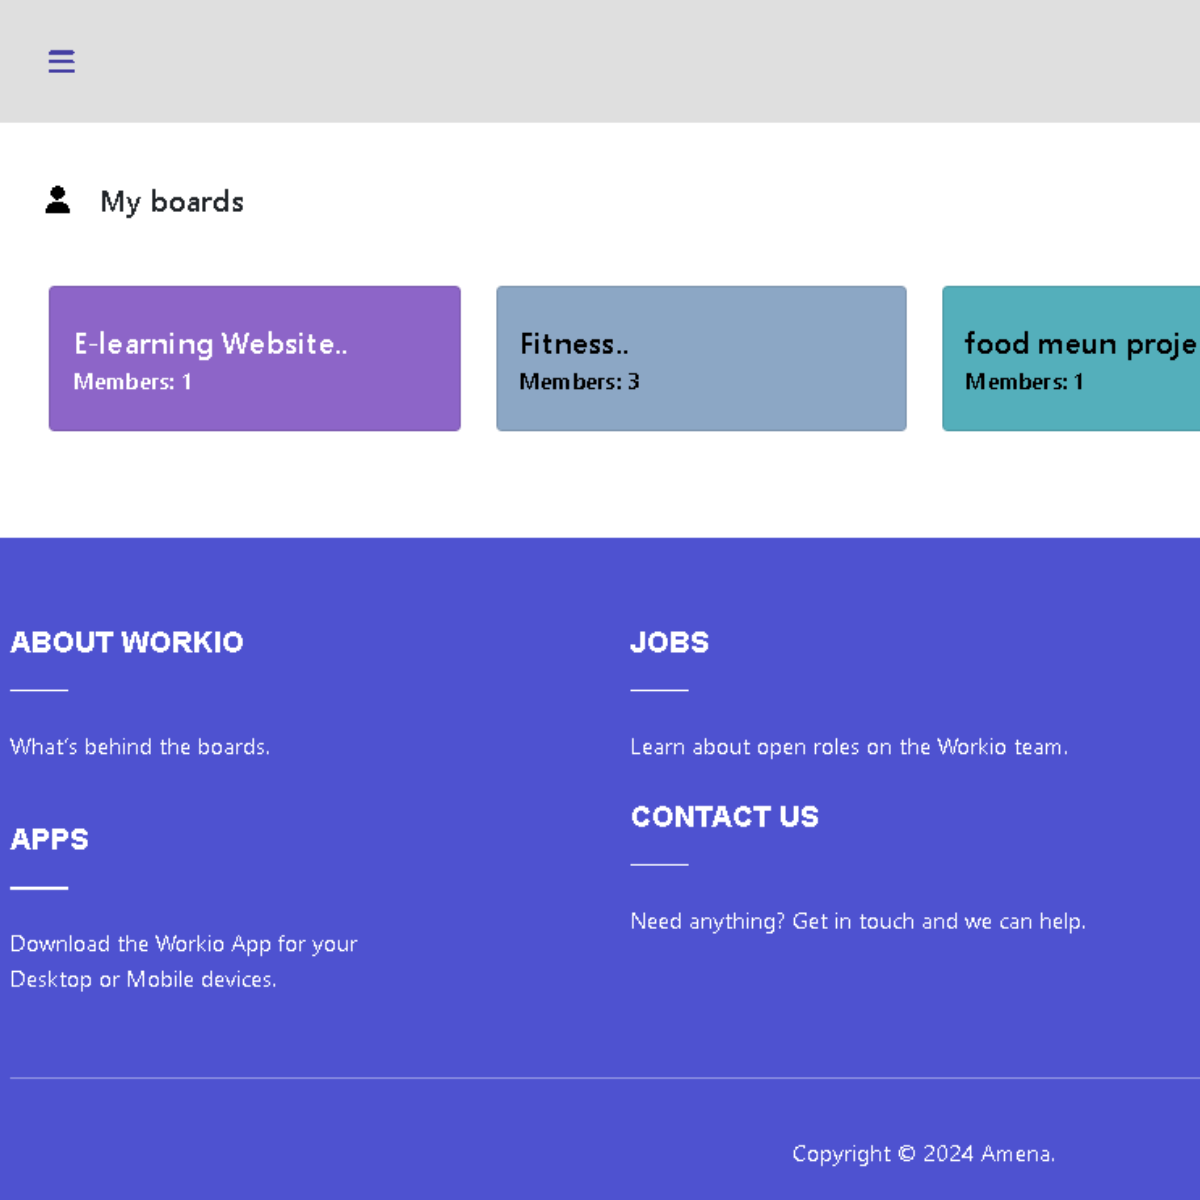 My boards
E-learning Website..
Members: 1
Fitness..
Members: 3
food meun proje
Members: 1
ABOUT WORKIO
What's behind the boards.
APPS
Download the Workio App for your
Desktop or Mobile devices.
JOBS
Learn about open roles on the Workio team.
CONTACT US
Need anything? Get in touch and we can help.
Copyright © 2024 Amena.